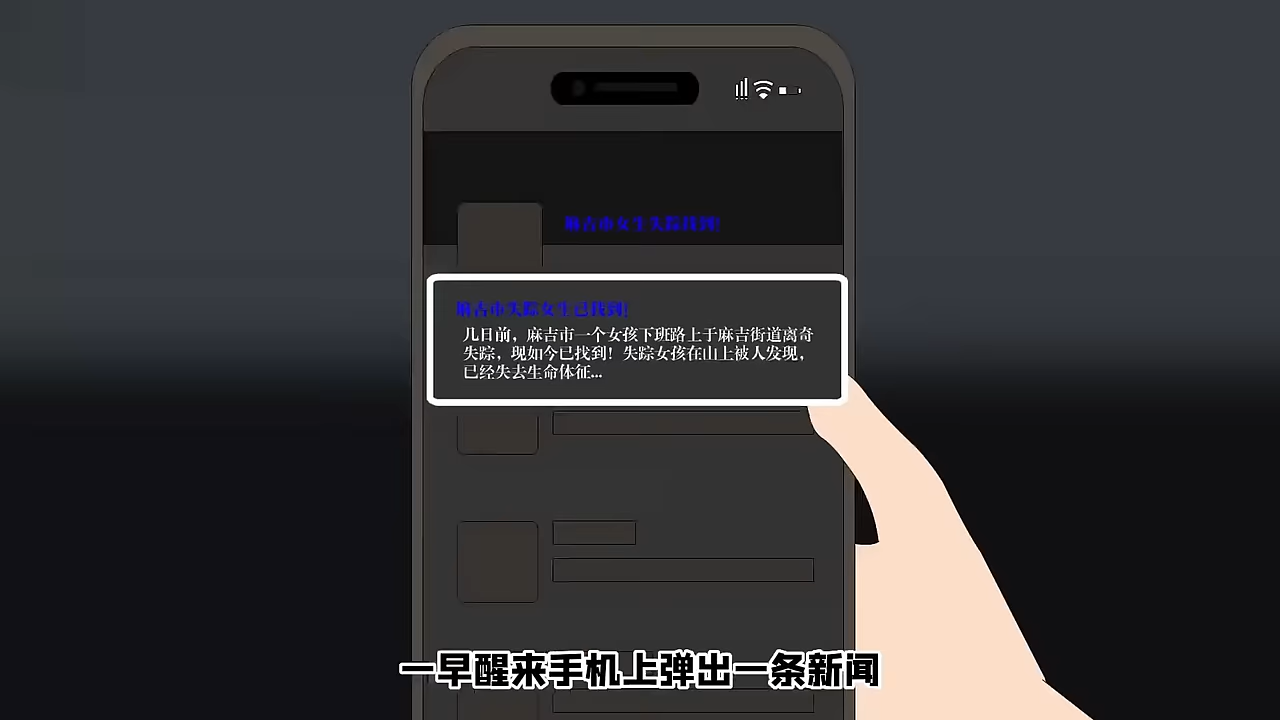 麻吉市女生失踪找到!
麻吉市失踪女生已找到!
几日前，麻吉市一个女孩下班路上于麻吉街道离奇
失踪，现如今已找到！失踪女孩在山上被人发现，
已经失去生命体征...
一早醒来手机上弹出一条新闻